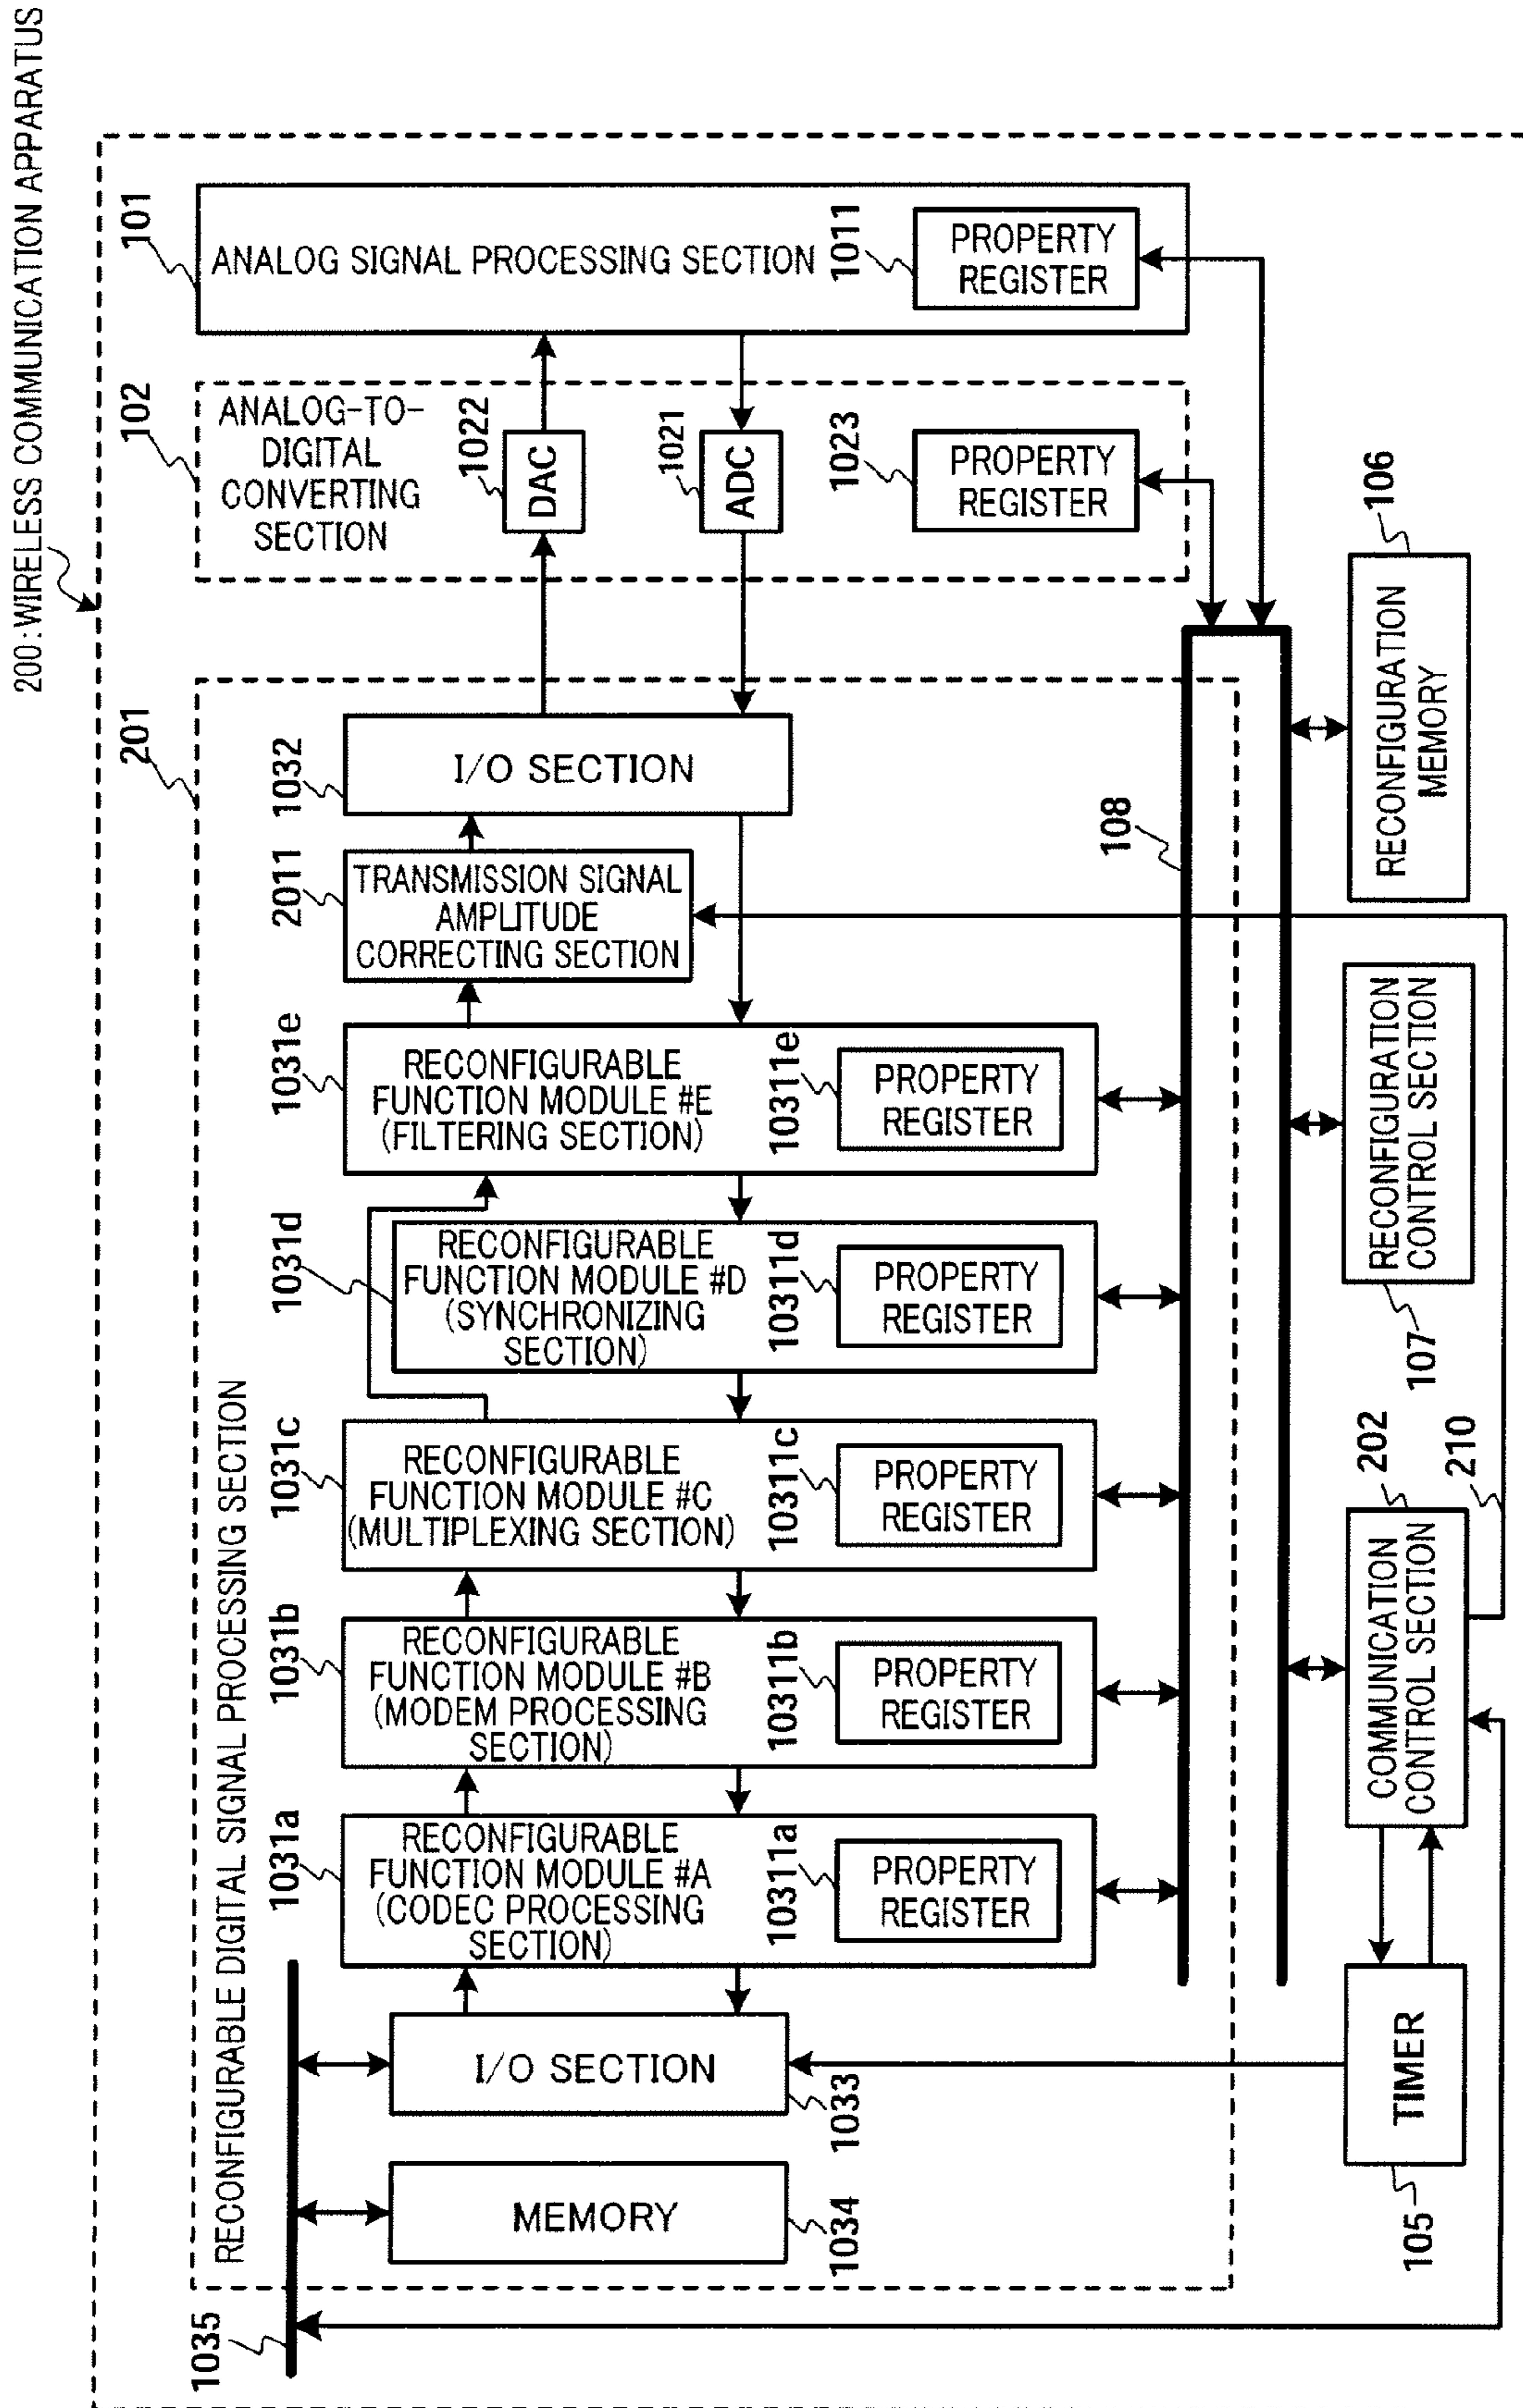 200:WIRELESS COMMUNICATION APPARATUS
201
RECONFIGURABLE DIGITAL SIGNAL PROCESSING SECTION
1035
MEMORY
1034
I/O SECTION
1033
1031a
RECONFIGURABLE
FUNCTION MODULE #A
(CODEC PROCESSING
SECTION)
10311a
PROPERTY
REGISTER
1031b
RECONFIGURABLE
FUNCTION MODULE #B
(MODEM PROCESSING
SECTION)
10311b
PROPERTY
REGISTER
1031c
RECONFIGURABLE
FUNCTION MODULE #C
(MULTIPLEXING SECTION)
10311c
PROPERTY
REGISTER
1031d
RECONFIGURABLE
FUNCTION MODULE #D
(SYNCHRONIZING
SECTION)
10311d
PROPERTY
REGISTER
1031e
RECONFIGURABLE
FUNCTION MODULE #E
(FILTERING SECTION)
10311e
PROPERTY
REGISTER
2011
TRANSMISSION SIGNAL
AMPLITUDE
CORRECTING SECTION
1032
I/O SECTION
102
ANALOG-TO-
DIGITAL
CONVERTING
SECTION
1022
DAC
1021
ADC
1023
PROPERTY
REGISTER
101
ANALOG SIGNAL PROCESSING SECTION
1011
PROPERTY
REGISTER
108
105
TIMER
202
COMMUNICATION
CONTROL SECTION
210
107
RECONFIGURATION
CONTROL SECTION
106
RECONFIGURATION
MEMORY